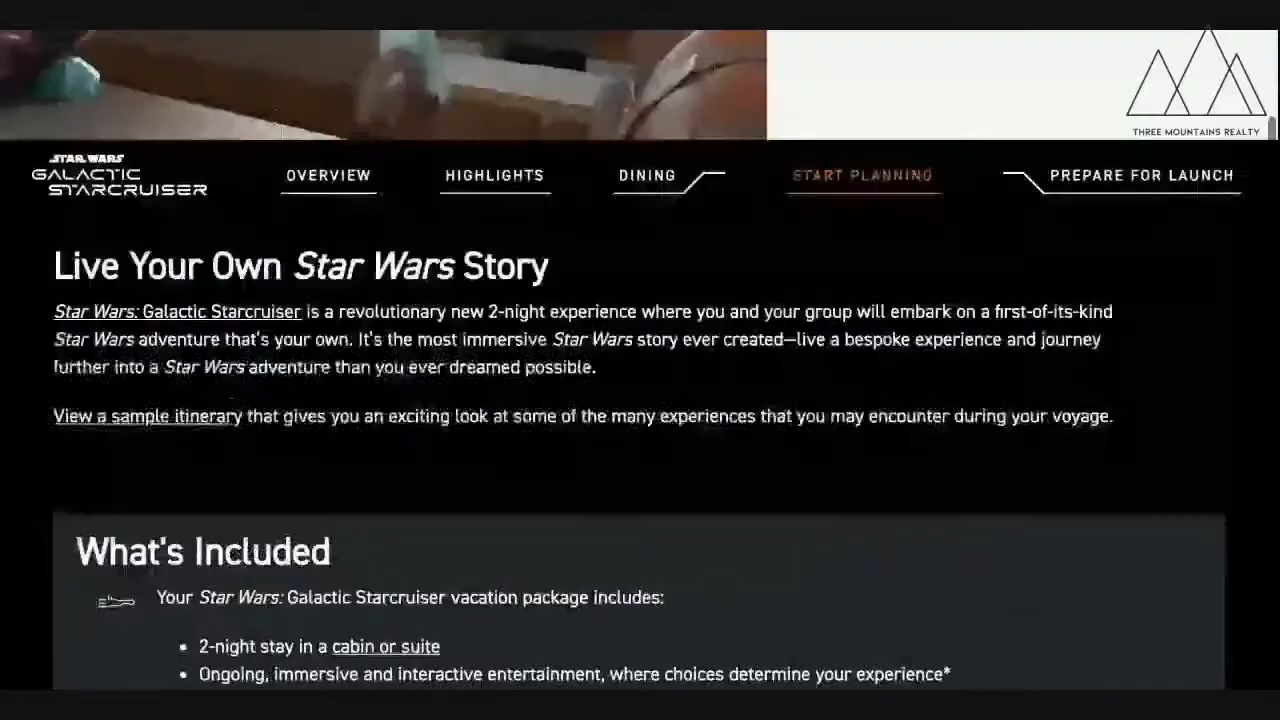 THREE MOUNTAINS REALTY
STAR WARS
GALACTIC
STARCRUISER
OVERVIEW
HIGHLIGHTS
DINING
START PLANNING
PREPARE FOR LAUNCH
Live Your Own Star Wars Story
Star Wars: Galactic Starcruiser is a revolutionary new 2-night experience where you and your group will embark on a first-of-its-kind
Star Wars adventure that's your own. It's the most immersive Star Wars story ever created—live a bespoke experience and journey
further into a Star Wars adventure than you ever dreamed possible.
View a sample itinerary that gives you an exciting look at some of the many experiences that you may encounter during your voyage.
What's Included
Your Star Wars: Galactic Starcruiser vacation package includes:
• 2-night stay in a cabin or suite
• Ongoing, immersive and interactive entertainment, where choices determine your experience*